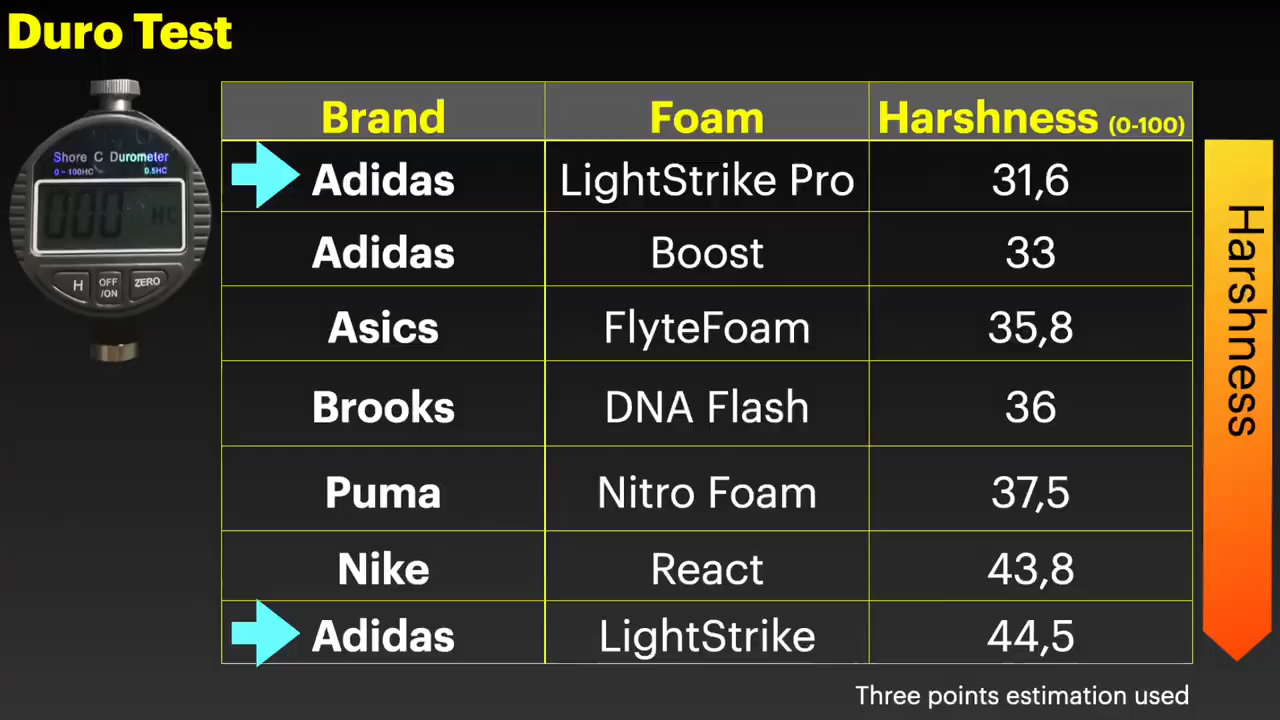 Duro Test
Brand Foam Harshness (0-100)
Adidas LightStrike Pro 31,6
Adidas Boost 33
Asics FlyteFoam 35,8
Brooks DNA Flash 36
Puma Nitro Foam 37,5
Nike React 43,8
Adidas LightStrike 44,5
Harshness
Three points estimation used
Shore C Durometer
0~100HC 0.5HC
000 HC
H OFF/ON ZERO